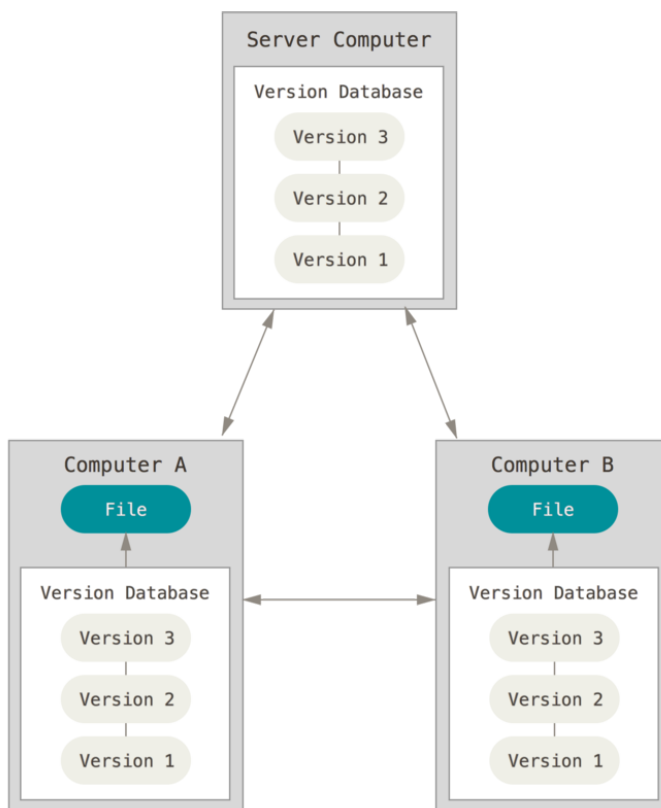 Server Computer
Version Database
Version 3
Version 2
Version 1
Computer A
File
Version Database
Version 3
Version 2
Version 1
Computer B
File
Version Database
Version 3
Version 2
Version 1